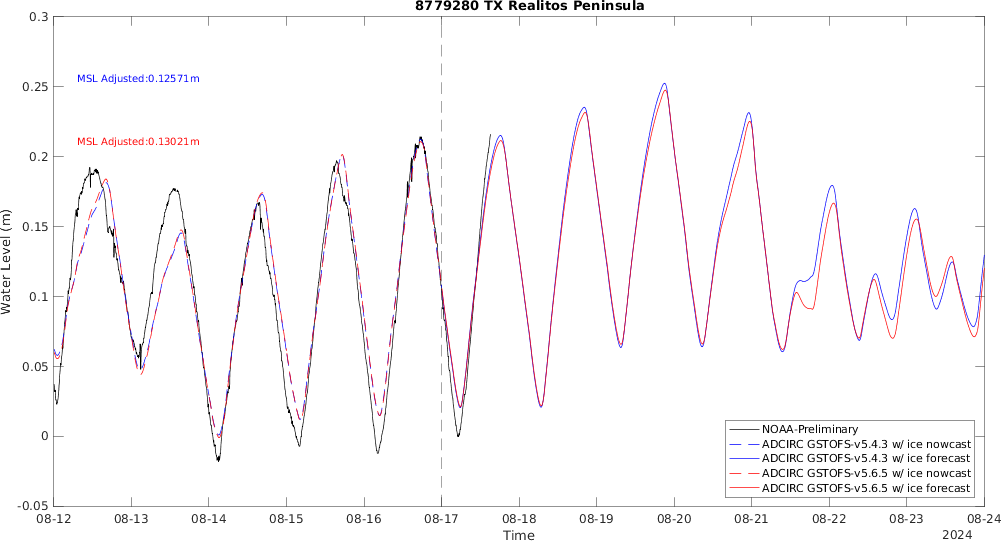 8779280 TX Realitos Peninsula
0.3
0.25
0.2
0.15
0.1
0.05
0
-0.05
Water Level (m)
MSL Adjusted:0.12571m
MSL Adjusted:0.13021m
NOAA-Preliminary
ADCIRC GSTOFS-v5.4.3 w/ ice nowcast
ADCIRC GSTOFS-v5.4.3 w/ ice forecast
ADCIRC GSTOFS-v5.6.5 w/ ice nowcast
ADCIRC GSTOFS-v5.6.5 w/ ice forecast
08-12 08-13 08-14 08-15 08-16 08-17 08-18 08-19 08-20 08-21 08-22 08-23 08-24
Time
2024